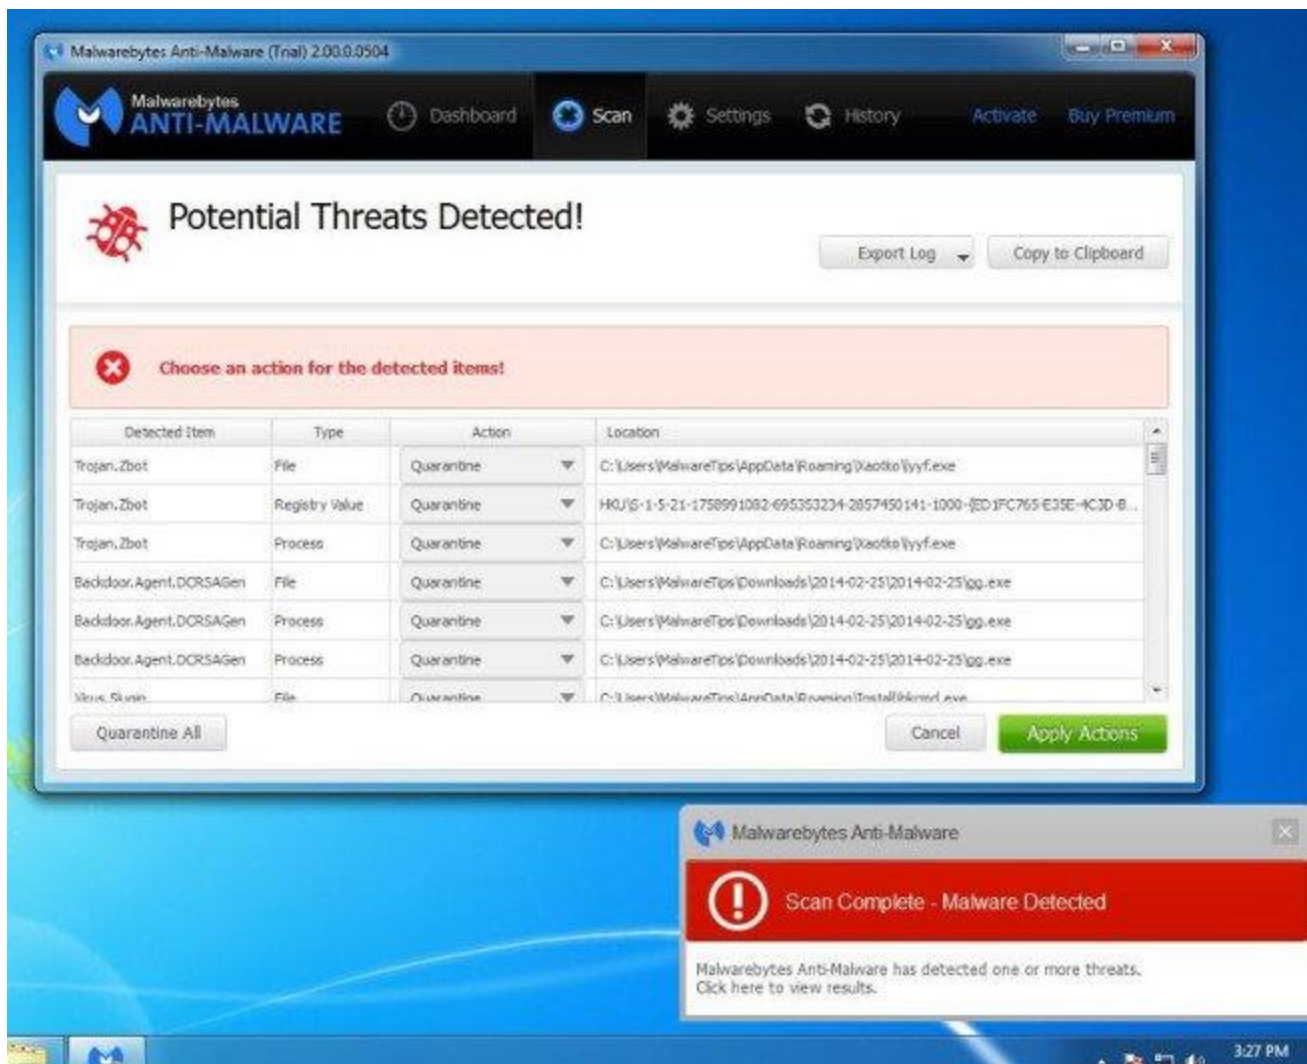 Malwarebytes Anti-Malware (Trial) 2.00.0.0504
Malwarebytes
ANTI-MALWARE
Dashboard Scan Settings History Activate Buy Premium
Potential Threats Detected!
Export Log Copy to Clipboard
Choose an action for the detected items!
Detected Item Type Action Location
Trojan.Zbot File Quarantine C:\Users\MalwareTips\AppData\Roaming\Xaotko\iyyf.exe
Trojan.Zbot Registry Value Quarantine
Trojan.Zbot Process Quarantine C:\Users\MalwareTips\AppData\Roaming\Xaotko\iyyf.exe
Backdoor.Agent.DCRSAGen File Quarantine C:\Users\MalwareTips\Downloads\2014-02-25\2014-02-25\gg.exe
Backdoor.Agent.DCRSAGen Process Quarantine C:\Users\MalwareTips\Downloads\2014-02-25\2014-02-25\gg.exe
Backdoor.Agent.DCRSAGen Process Quarantine C:\Users\MalwareTips\Downloads\2014-02-25\2014-02-25\gg.exe
File Quarantine
Quarantine All Cancel Apply Actions
Malwarebytes Anti-Malware
Scan Complete - Malware Detected
Malwarebytes Anti-Malware has detected one or more threats.
Click here to view results.
3:27 PM